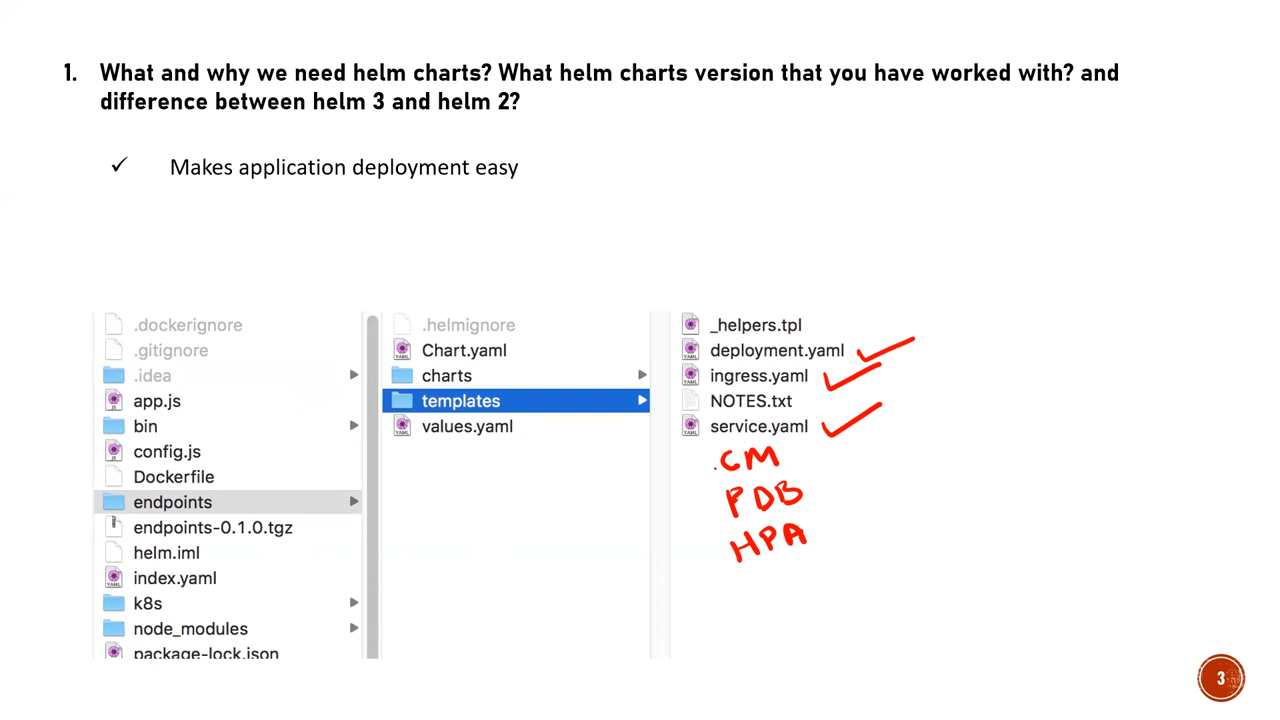 1. What and why we need helm charts? What helm charts version that you have worked with? and
difference between helm 3 and helm 2?
✓ Makes application deployment easy
.dockerignore
.gitignore
.idea
app.js
bin
config.js
Dockerfile
endpoints
endpoints-0.1.0.tgz
helm.iml
index.yaml
k8s
node_modules
package-lock.json
.helmignore
Chart.yaml
charts
templates
values.yaml
_helpers.tpl
deployment.yaml
ingress.yaml
NOTES.txt
service.yaml
CM
PDB
HPA
3